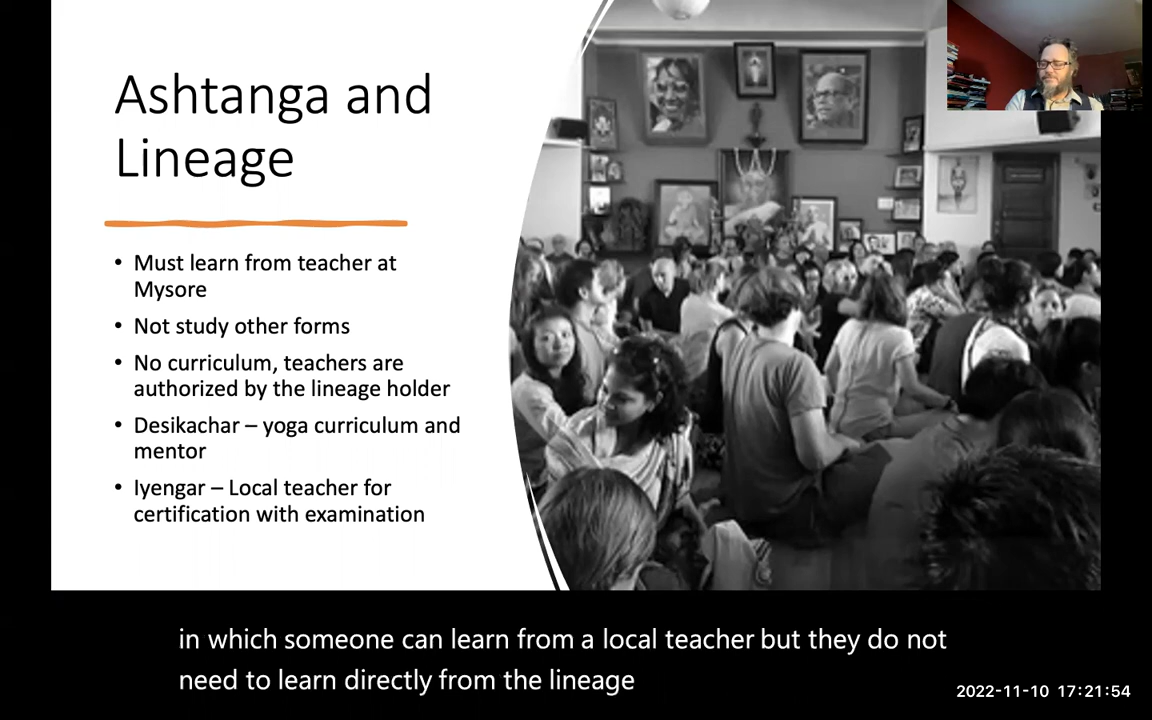 Ashtanga and
Lineage
• Must learn from teacher at
Mysore
• Not study other forms
• No curriculum, teachers are
authorized by the lineage holder
• Desikachar – yoga curriculum and
mentor
• Iyengar – Local teacher for
certification with examination
in which someone can learn from a local teacher but they do not
need to learn directly from the lineage
2022-11-10 17:21:54